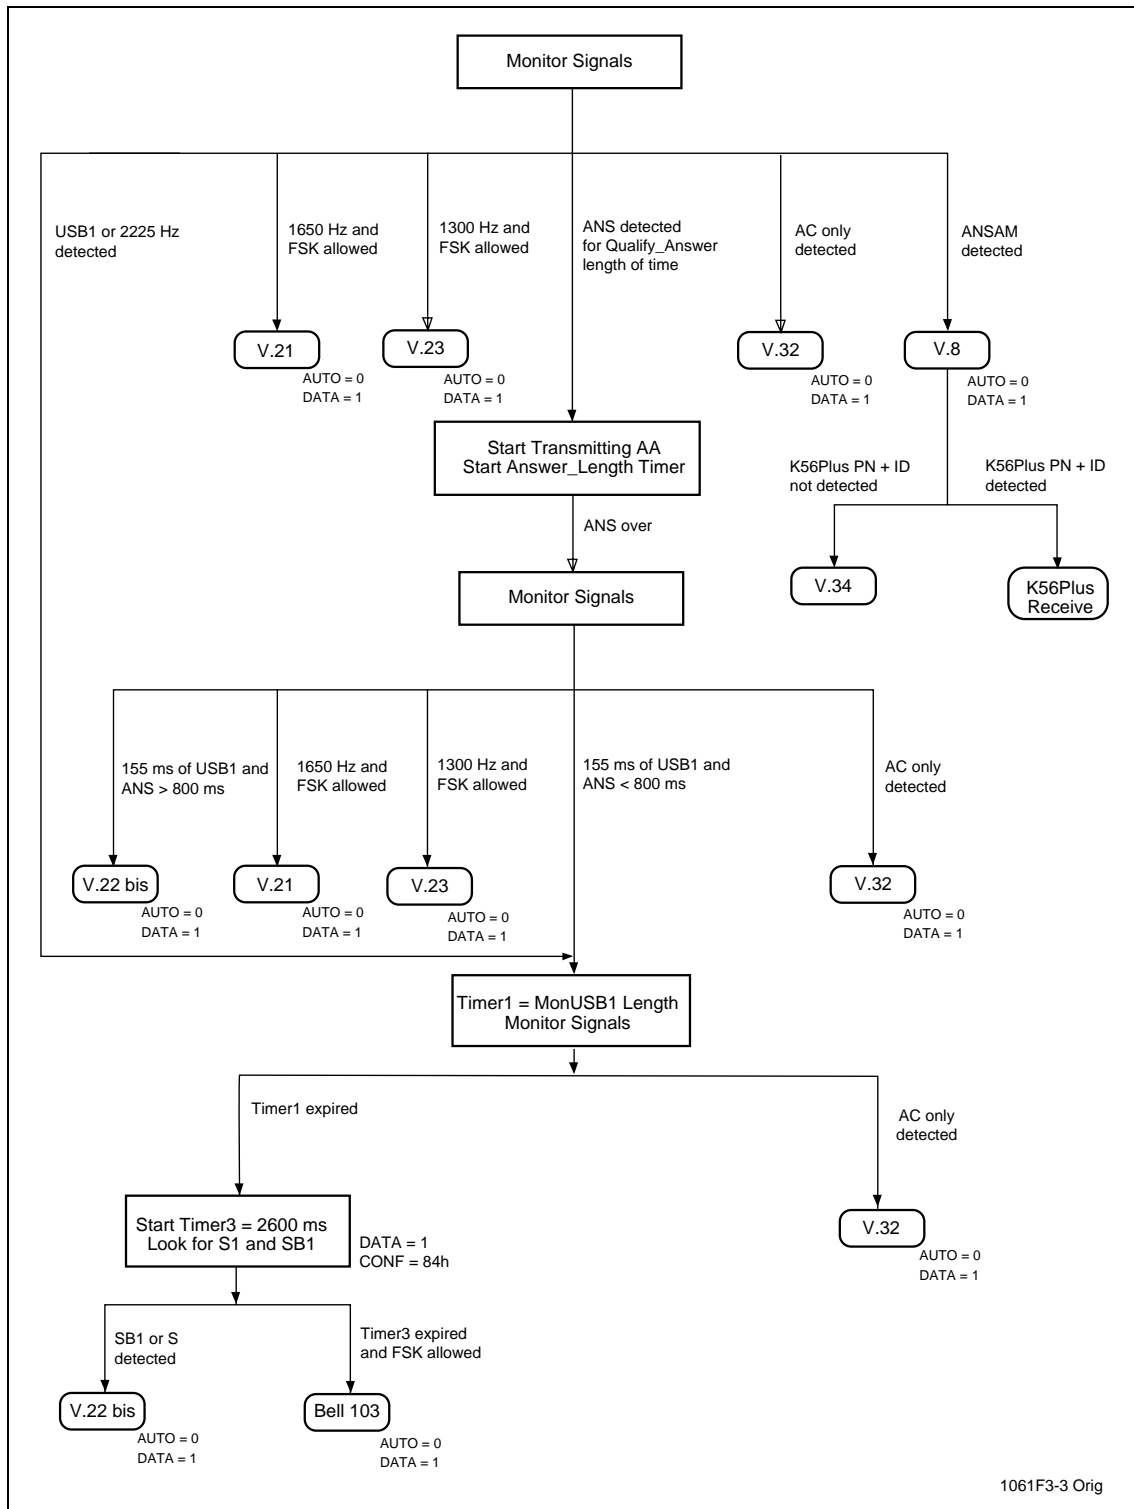 Monitor Signals
USB1 or 2225 Hz
detected
1650 Hz and
FSK allowed
1300 Hz and
FSK allowed
ANS detected
for Qualify_Answer
length of time
AC only
detected
ANSAM
detected
V.21
AUTO = 0
DATA = 1
V.23
AUTO = 0
DATA = 1
V.32
AUTO = 0
DATA = 1
V.8
AUTO = 0
DATA = 1
Start Transmitting AA
Start Answer_Length Timer
K56Plus PN + ID
not detected
K56Plus PN + ID
detected
ANS over
V.34
K56Plus
Receive
Monitor Signals
155 ms of USB1 and
ANS > 800 ms
1650 Hz and
FSK allowed
1300 Hz and
FSK allowed
155 ms of USB1 and
ANS < 800 ms
AC only
detected
V.22 bis
AUTO = 0
DATA = 1
V.21
AUTO = 0
DATA = 1
V.23
AUTO = 0
DATA = 1
V.32
AUTO = 0
DATA = 1
Timer1 = MonUSB1 Length
Monitor Signals
Timer1 expired
AC only
detected
Start Timer3 = 2600 ms
Look for S1 and SB1
DATA = 1
CONF = 84h
V.32
AUTO = 0
DATA = 1
SB1 or S
detected
Timer3 expired
and FSK allowed
V.22 bis
AUTO = 0
DATA = 1
Bell 103
AUTO = 0
DATA = 1
1061F3-3 Orig